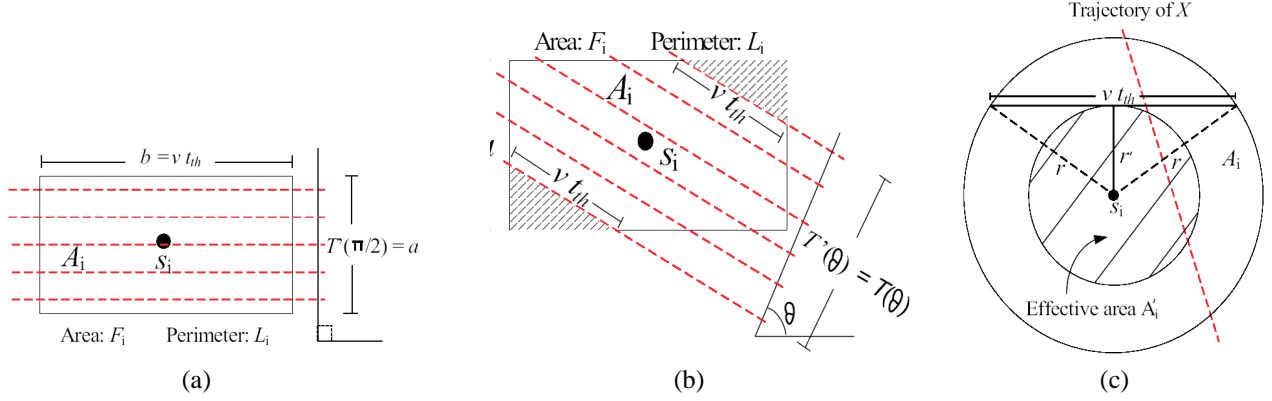 b = v t_th
T'(π/2) = a
A_i
s_i
Area: F_i Perimeter: L_i
(a)
Area: F_i Perimeter: L_i
A_i
v t_th
s_i
v t_th
T'(θ) = T(θ)
θ
(b)
Trajectory of X
v t_th
r r' r
A_i
s_i
Effective area A'_i
(c)